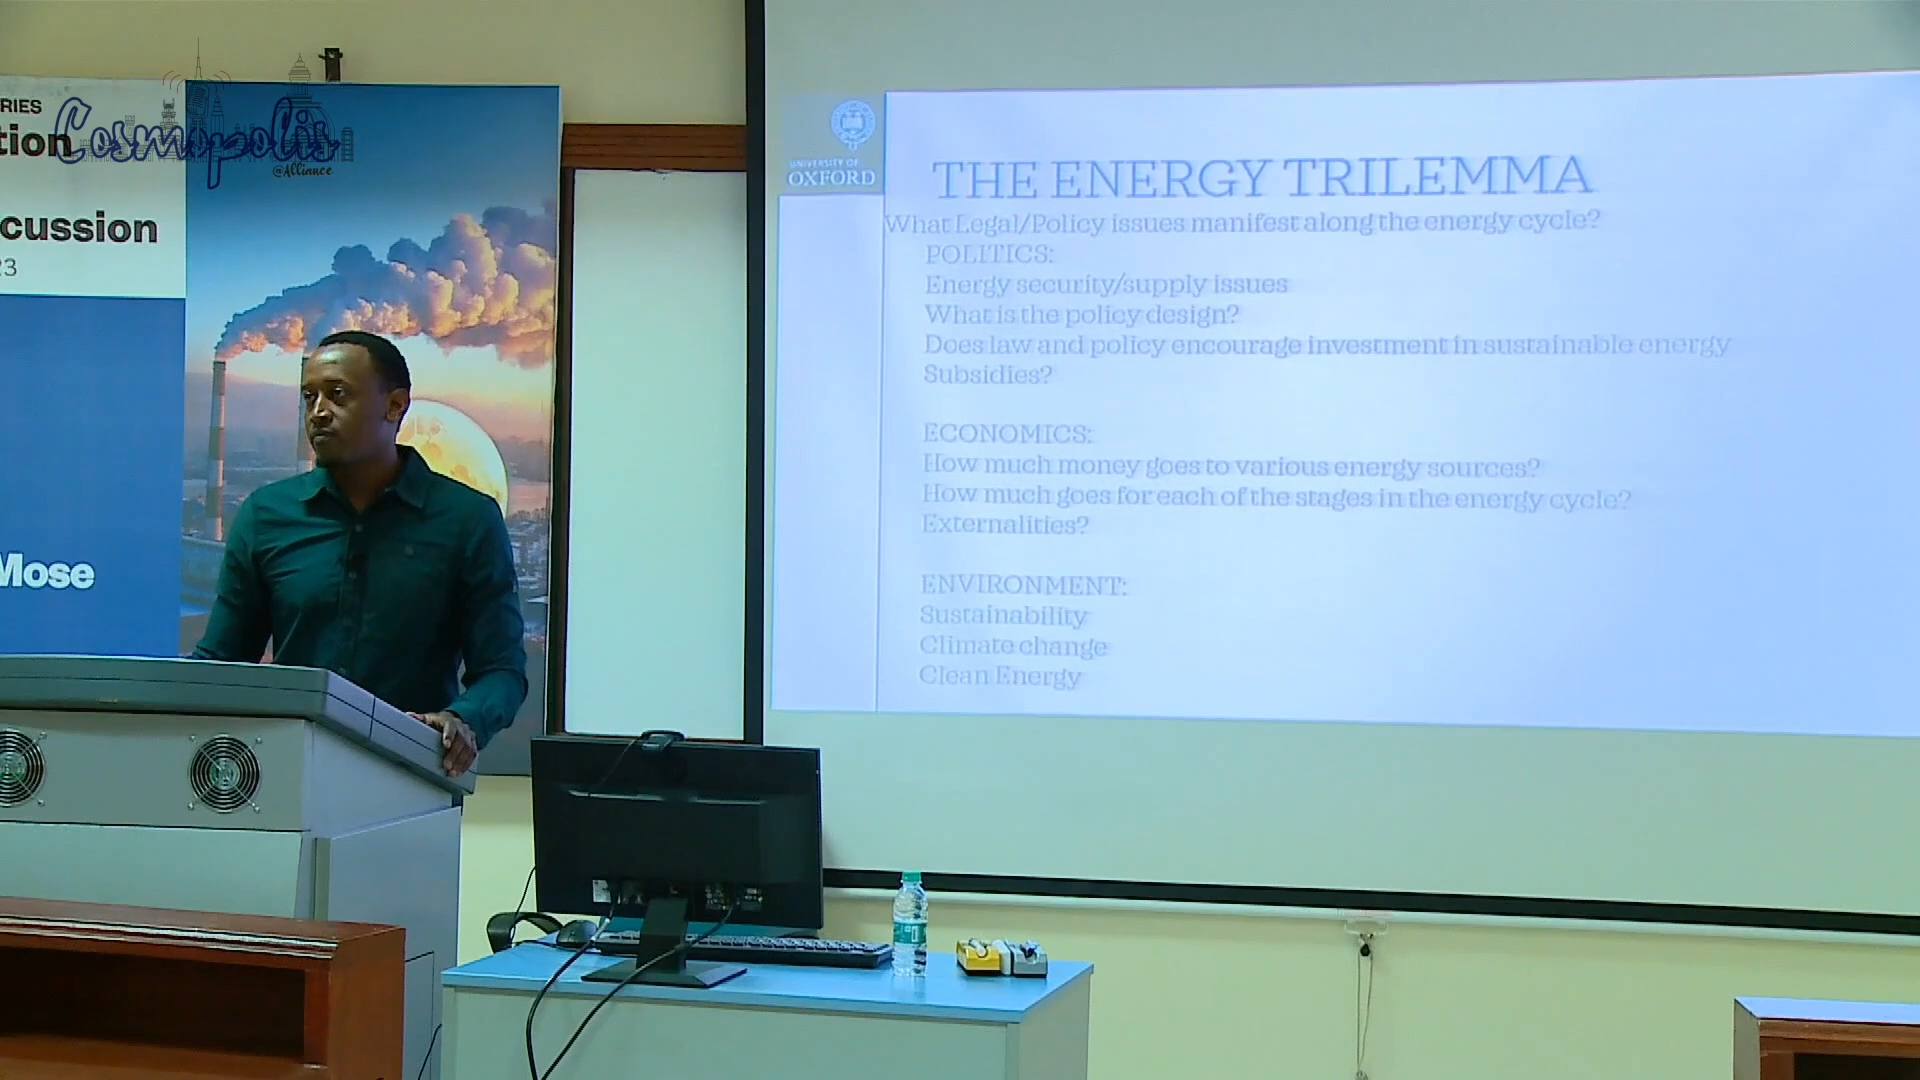 RIES
tion
cussion
23
Mose
Cosmopolis
@Alliance
UNIVERSITY OF
OXFORD
THE ENERGY TRILEMMA
What Legal/Policy issues manifest along the energy cycle?
POLITICS:
Energy security/supply issues
What is the policy design?
Does law and policy encourage investment in sustainable energy
Subsidies?
ECONOMICS:
How much money goes to various energy sources?
How much goes for each of the stages in the energy cycle?
Externalities?
ENVIRONMENT:
Sustainability
Climate change
Clean Energy